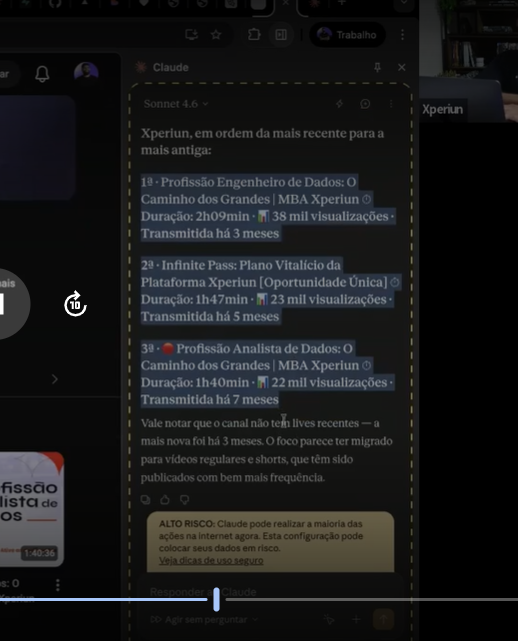 ar
Trabalho
Claude
Xperiun
Sonnet 4.6
Xperiun, em ordem da mais recente para a
mais antiga:
1ª · Profissão Engenheiro de Dados: O
Caminho dos Grandes | MBA Xperiun ⏱
Duração: 2h09min · 📊 38 mil visualizações ·
Transmitida há 3 meses
2ª · Infinite Pass: Plano Vitalício da
Plataforma Xperiun [Oportunidade Única] ⏱
Duração: 1h47min · 📊 23 mil visualizações ·
Transmitida há 5 meses
3ª · 🔴 Profissão Analista de Dados: O
Caminho dos Grandes | MBA Xperiun ⏱
Duração: 1h40min · 📊 22 mil visualizações ·
Transmitida há 7 meses
Vale notar que o canal não tem lives recentes — a
mais nova foi há 3 meses. O foco parece ter migrado
para vídeos regulares e shorts, que têm sido
publicados com bem mais frequência.
ais
10
fissão
lista de
os
1:40:36
s: 0
ALTO RISCO: Claude pode realizar a maioria das
ações na internet agora. Esta configuração pode
colocar seus dados em risco.
Veja dicas de uso seguro
Responder a Claude
Agir sem perguntar